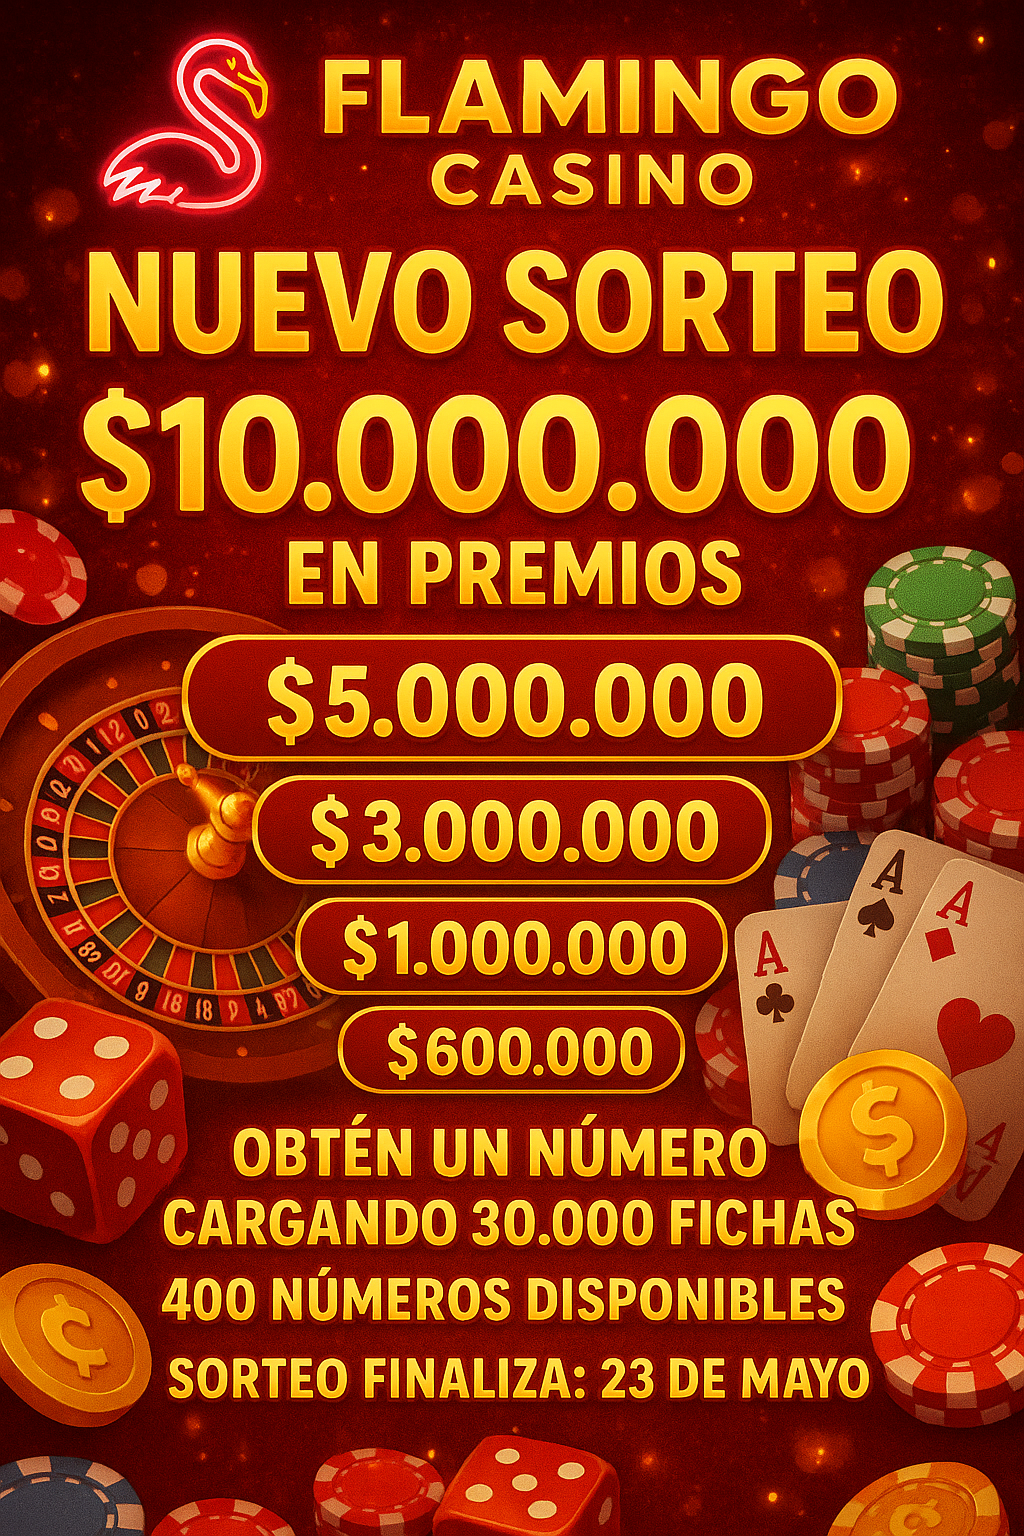 FLAMINGO
CASINO
NUEVO SORTEO
$10.000.000
EN PREMIOS
$5.000.000
$3.000.000
$1.000.000
$600.000
OBTÉN UN NÚMERO
CARGANDO 30.000 FICHAS
400 NÚMEROS DISPONIBLES
SORTEO FINALIZA: 23 DE MAYO
A
A
A